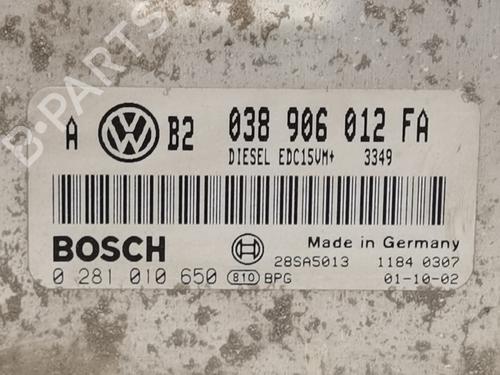 B-PARTS
A VW B2 038 906 012 FA
DIESEL EDC15VM+ 3349
BOSCH Made in Germany
28SA5013 1184 0307
0 281 010 650 810 BPG 01-10-02